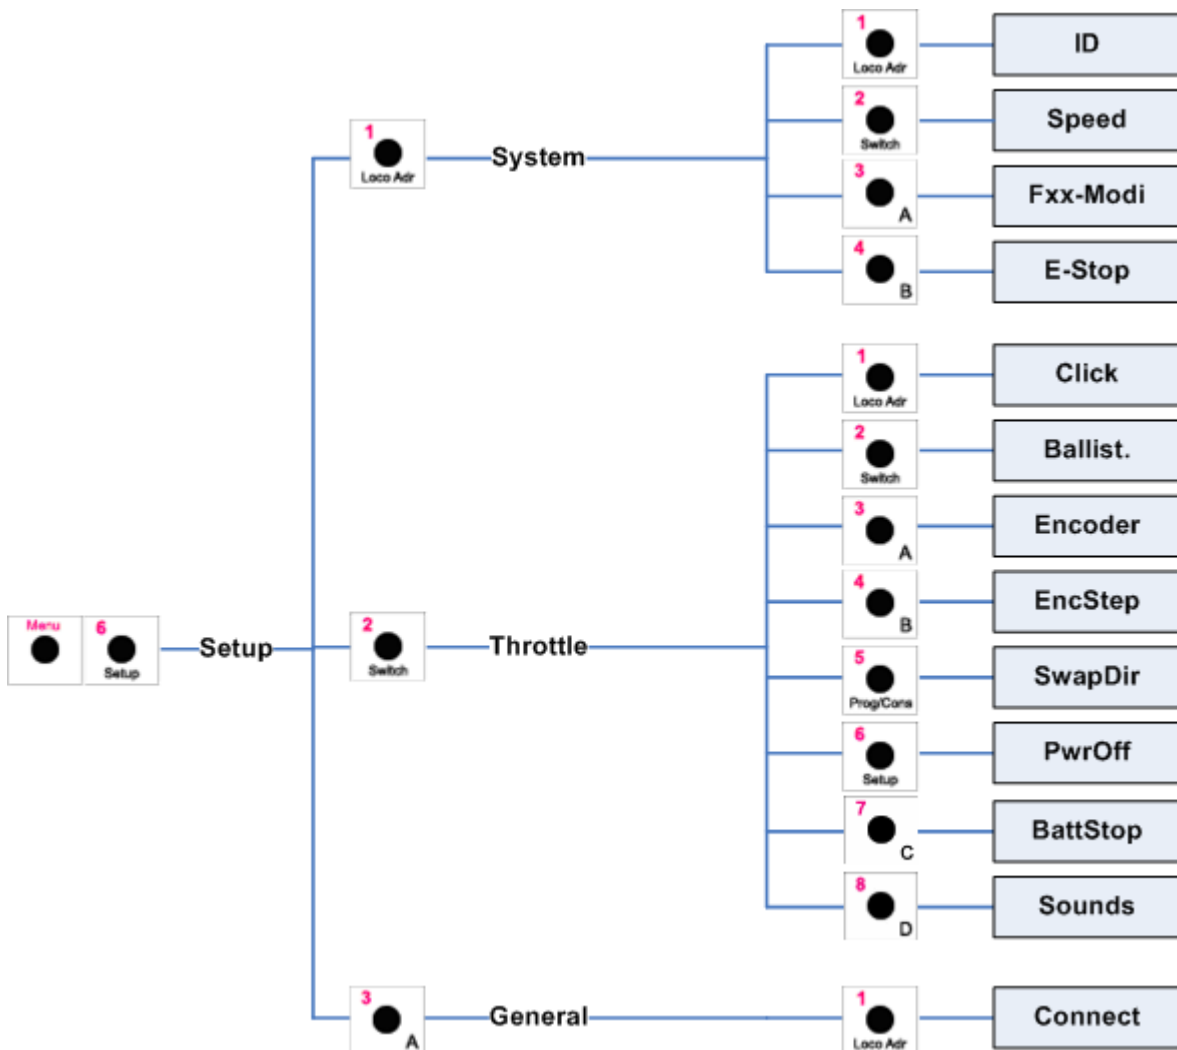 1
Loco Adr
ID
2
Switch
Speed
1
Loco Adr
System
3
A
Fxx-Modi
4
B
E-Stop
1
Loco Adr
Click
2
Switch
Ballist.
3
A
Encoder
4
B
EncStep
Menu
6
Setup
Setup
2
Switch
Throttle
5
Prog/Cons
SwapDir
6
Setup
PwrOff
7
C
BattStop
8
D
Sounds
3
A
General
1
Loco Adr
Connect